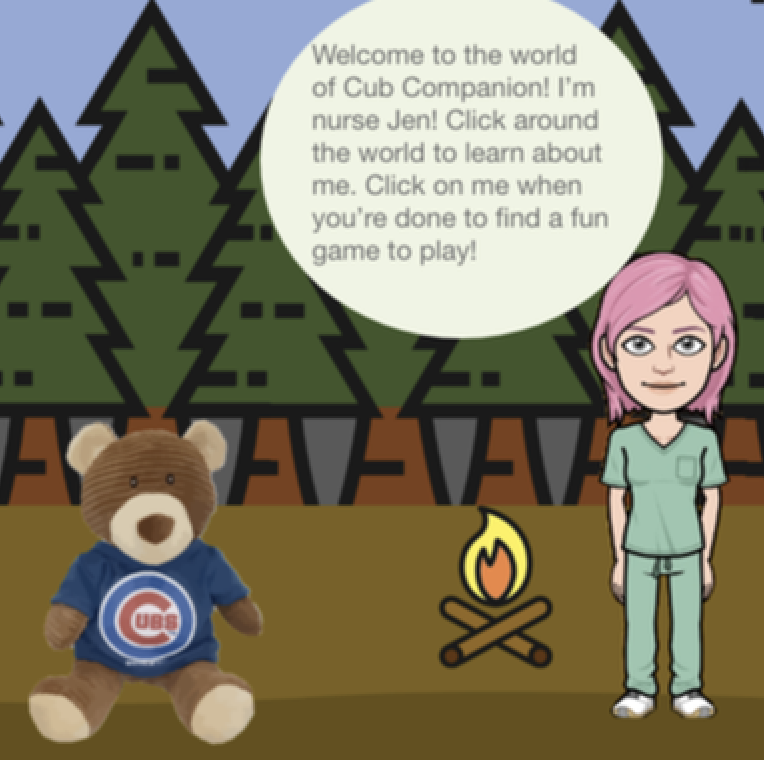 Welcome to the world
of Cub Companion! I'm
nurse Jen! Click around
the world to learn about
me. Click on me when
you're done to find a fun
game to play!
CUBS